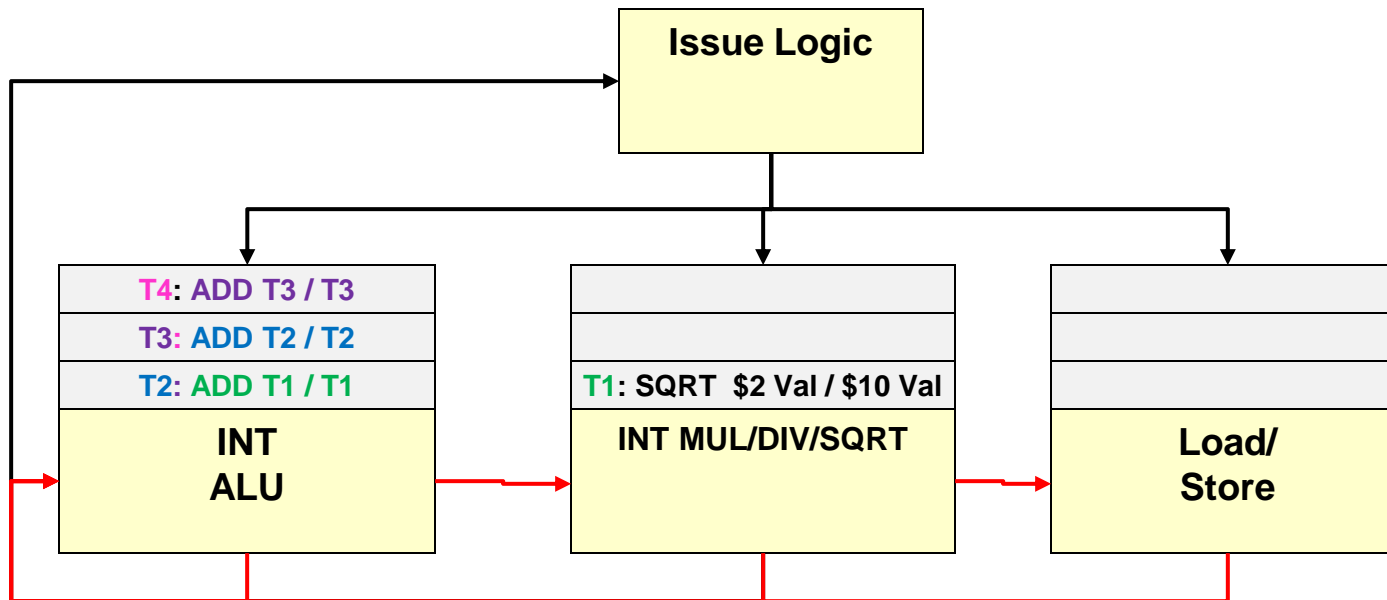 Issue Logic
T4: ADD T3 / T3
T3: ADD T2 / T2
T2: ADD T1 / T1
T1: SQRT $2 Val / $10 Val
INT
ALU
INT MUL/DIV/SQRT
Load/
Store